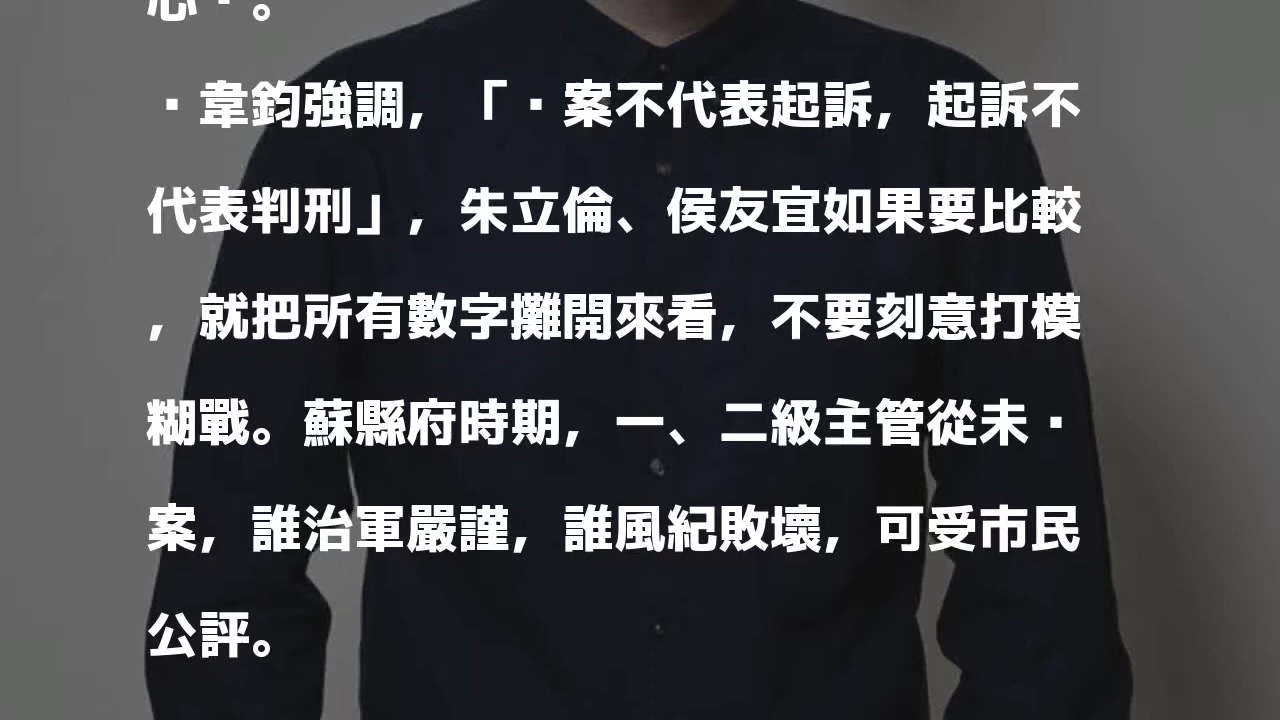 心·。
·韋鈞強調，「·案不代表起訴，起訴不
代表判刑」，朱立倫、侯友宜如果要比較
，就把所有數字攤開來看，不要刻意打模
糊戰。蘇縣府時期，一、二級主管從未·
案，誰治軍嚴謹，誰風紀敗壞，可受市民
公評。